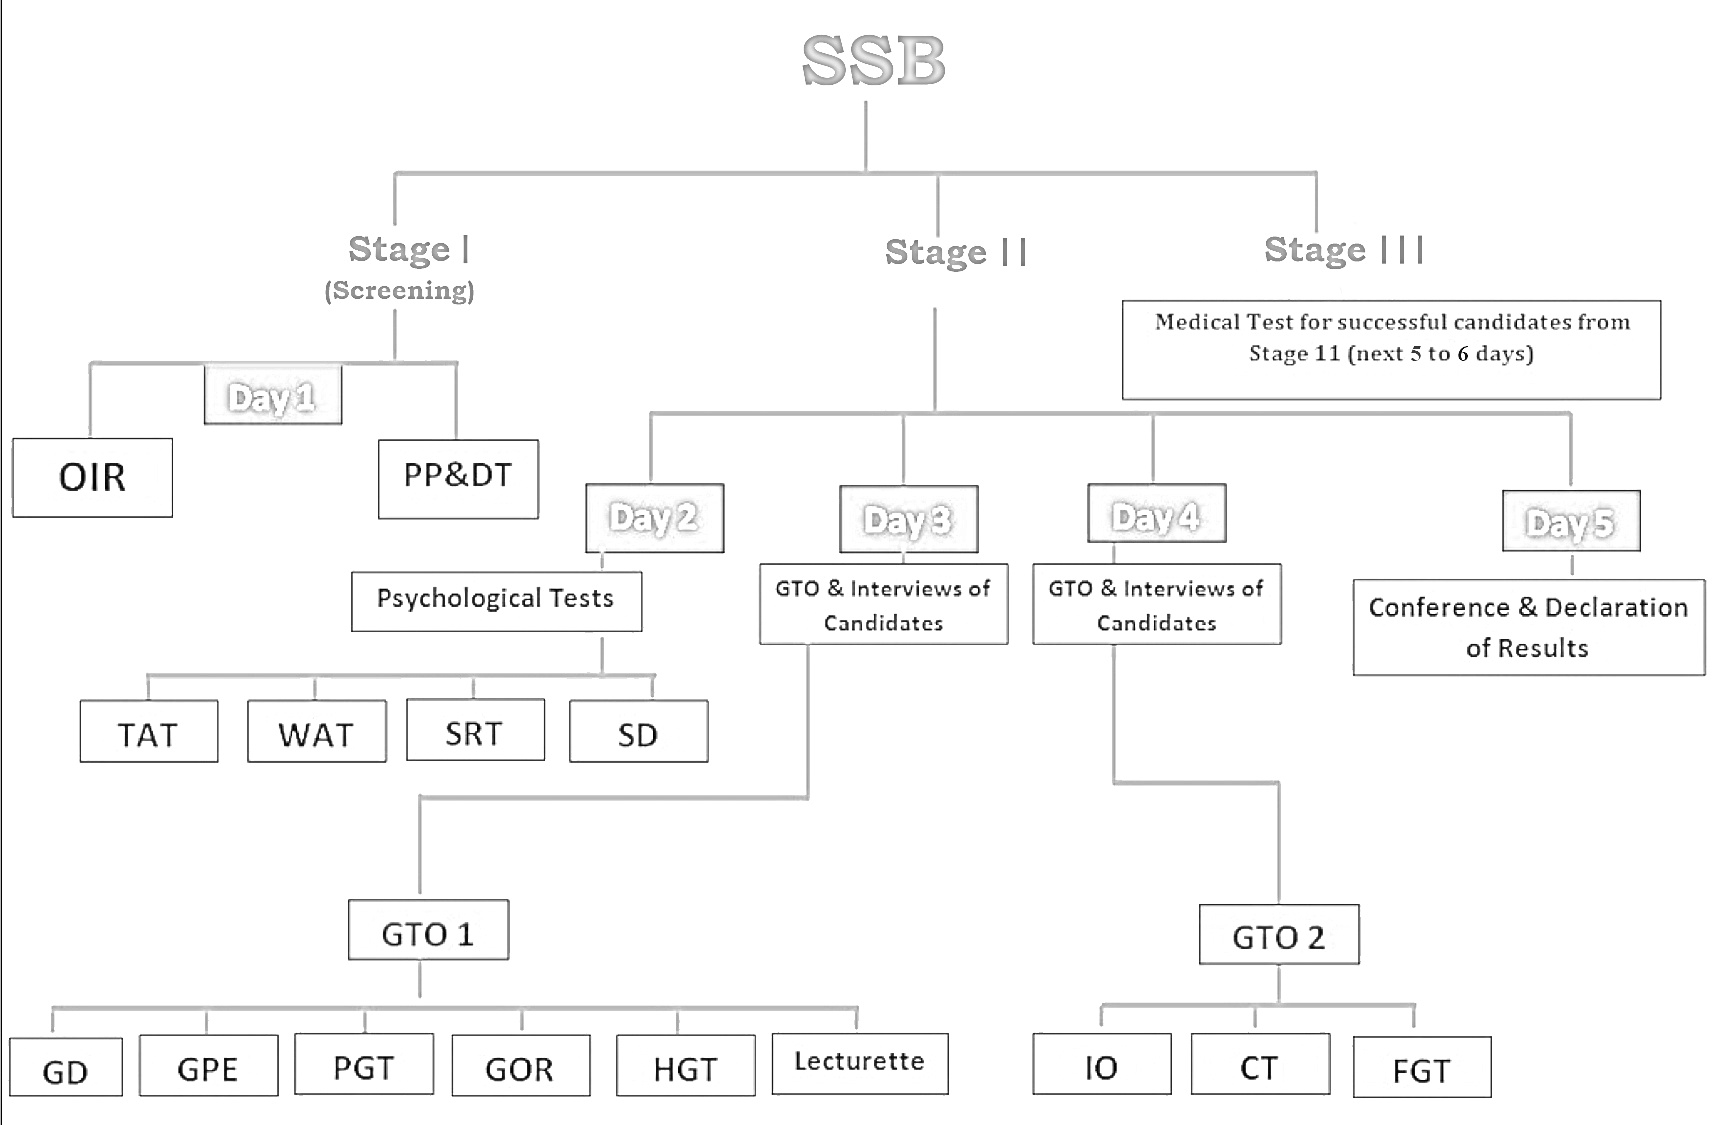 SSB
Stage I
(Screening)
Stage II
Stage III
Medical Test for successful candidates from
Stage 11 (next 5 to 6 days)
Day 1
OIR
PP&DT
Day 2
Day 3
Day 4
Day 5
Psychological Tests
GTO & Interviews of
Candidates
GTO & Interviews of
Candidates
Conference & Declaration
of Results
TAT
WAT
SRT
SD
GTO 1
GTO 2
GD
GPE
PGT
GOR
HGT
Lecturette
IO
CT
FGT